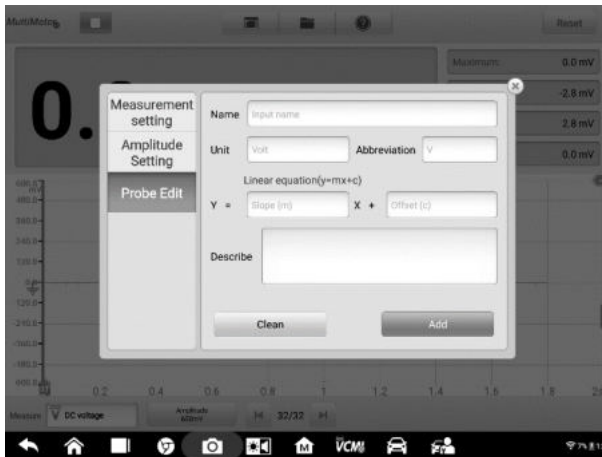 MultiMeter
Reset
Maximum: 0.0 mV
-2.8 mV
2.8 mV
0.0 mV
0.
Measurement setting
Amplitude Setting
Probe Edit
Name Input name
Unit Volt Abbreviation V
Linear equation(y=mx+c)
Y = Slope (m) X + Offset (c)
Describe
Clean Add
0.2 0.4 0.6 0.8 1 1.2 1.4 1.6 1.8
Measure DC voltage Amplitude 600mV 32/32
M VCMI